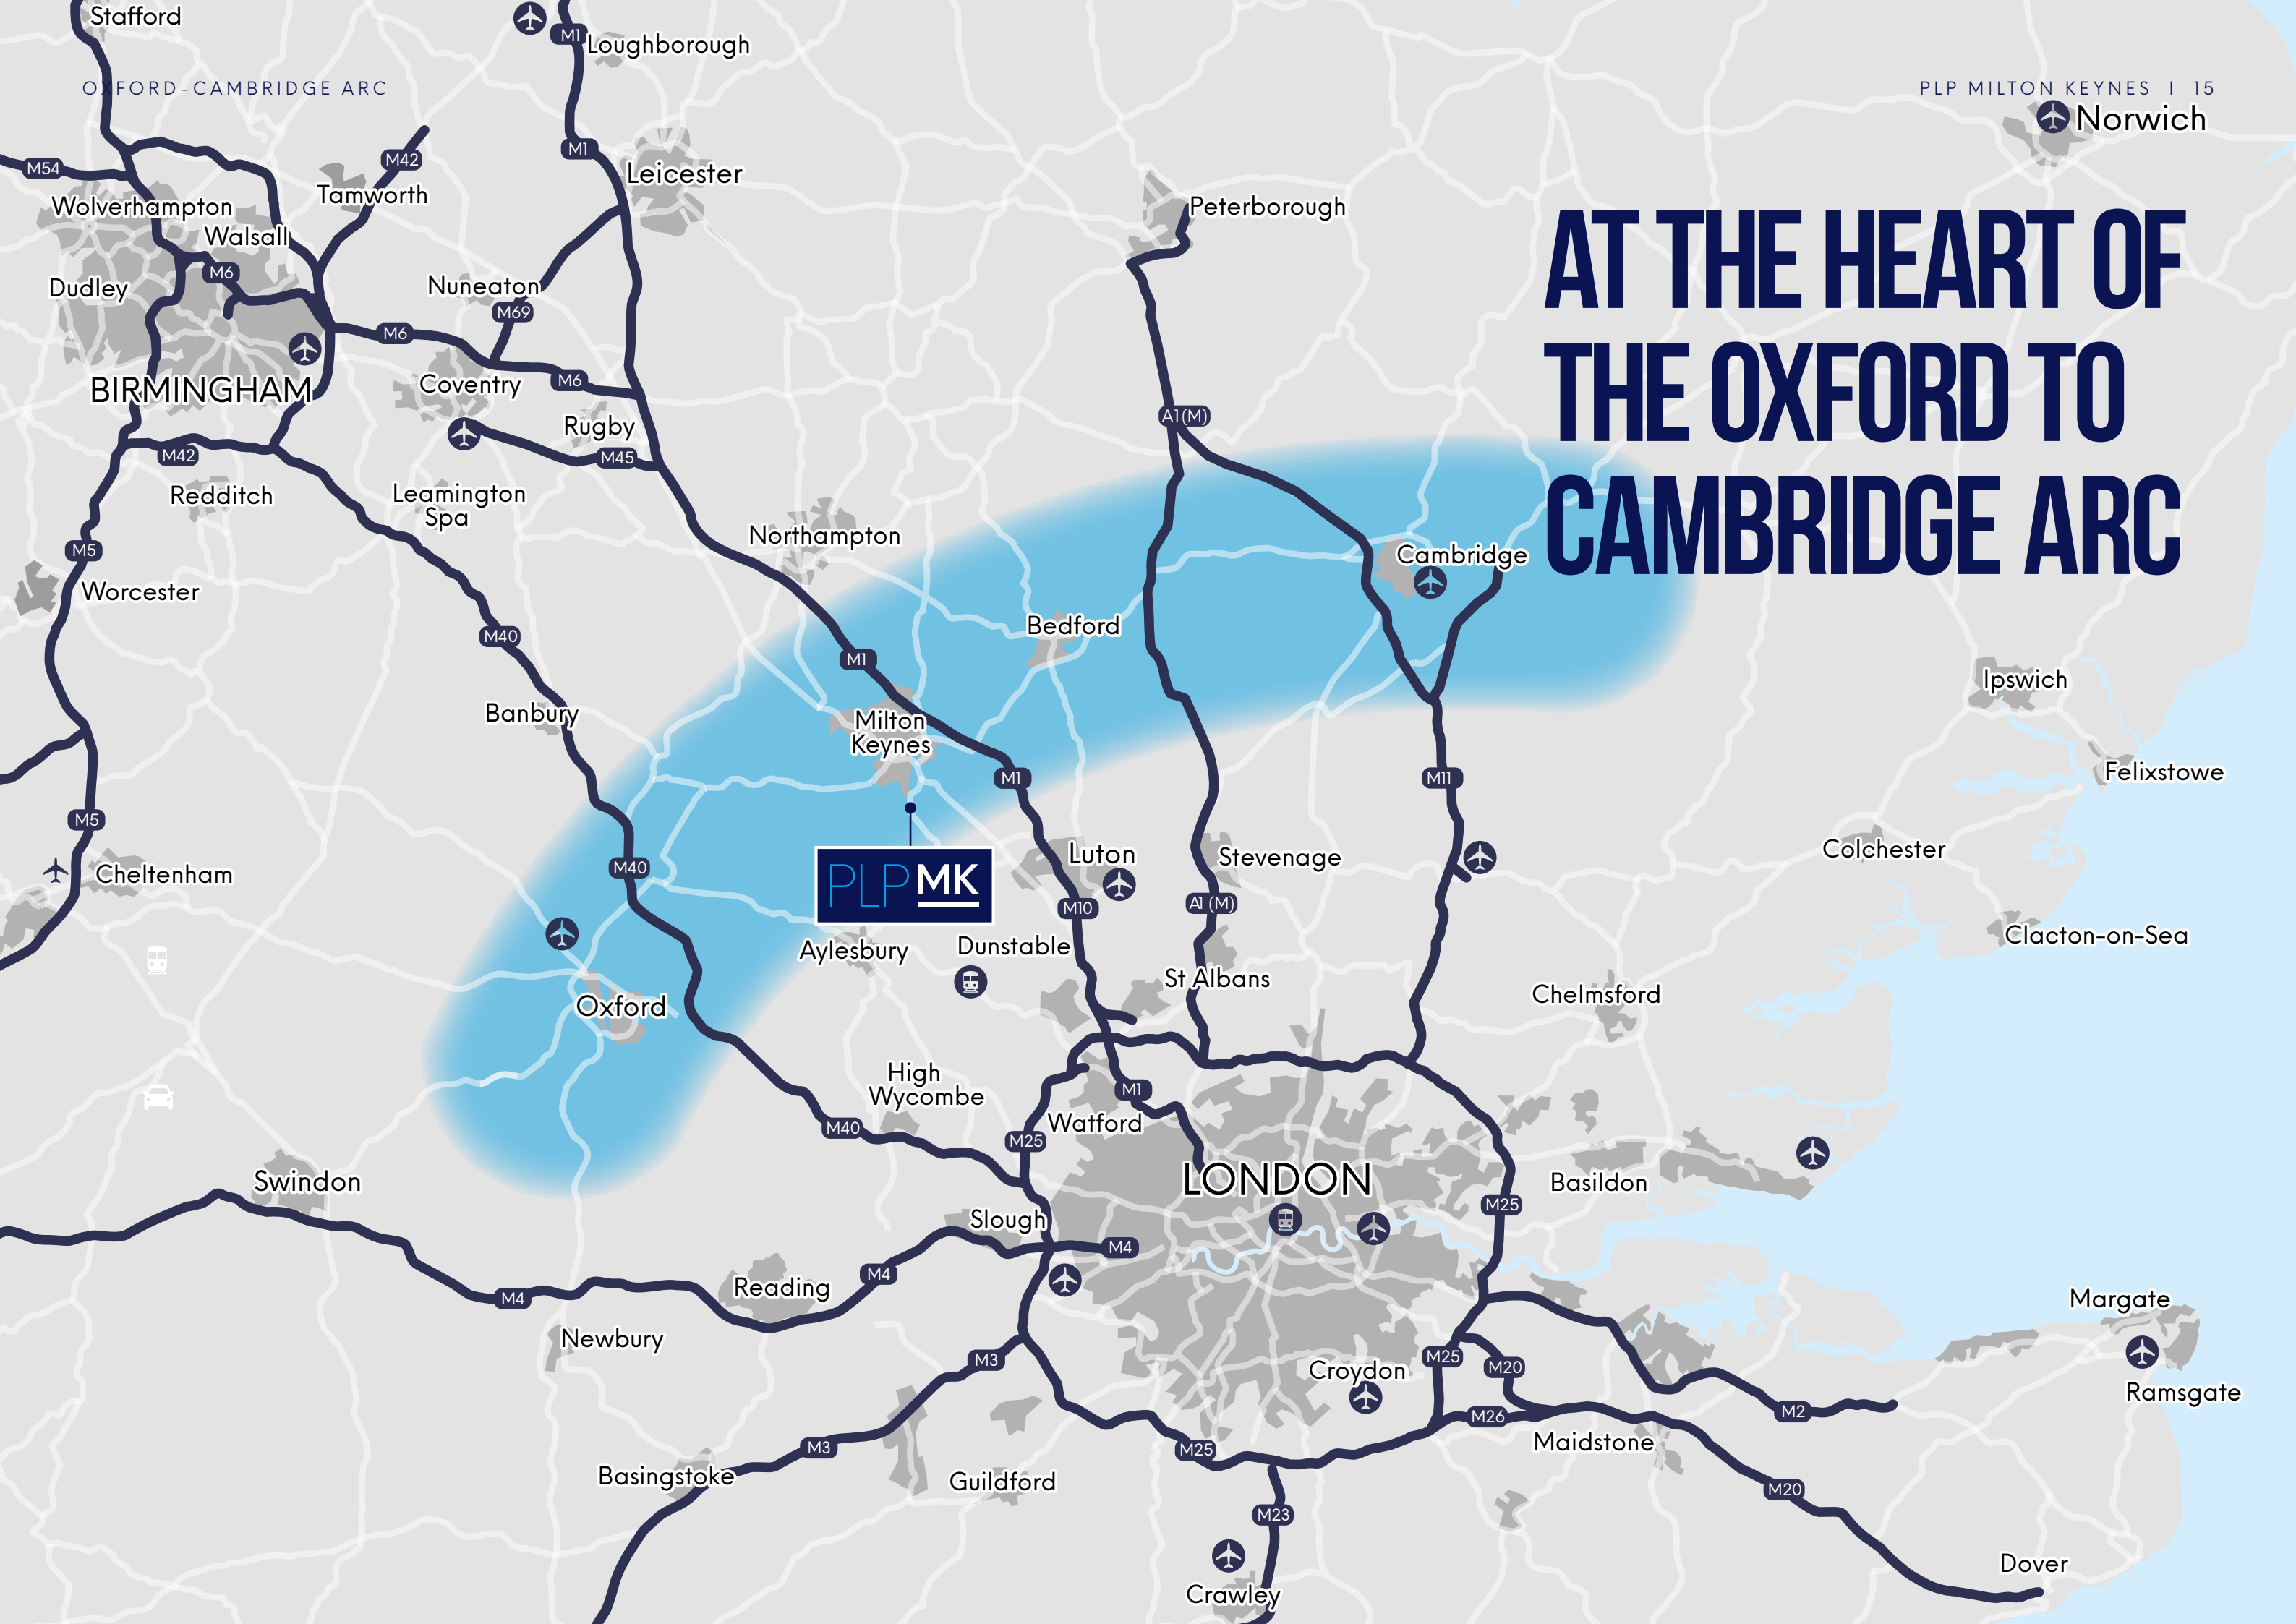 Stafford
M1
Loughborough
OXFORD-CAMBRIDGE ARC
PLP MILTON KEYNES I 15
Norwich
M1
M42
M54
Leicester
Tamworth
Wolverhampton
Peterborough
Walsall
AT THE HEART OF
THE OXFORD TO
CAMBRIDGE ARC
M6
Dudley
Nuneaton
M69
M6
M6
Coventry
BIRMINGHAM
A1(M)
Rugby
M42
M45
Redditch
Leamington
Spa
Northampton
M5
Cambridge
Worcester
Bedford
M40
M1
Ipswich
Banbury
Milton
Keynes
M1
M11
Felixstowe
M5
Colchester
Luton
Stevenage
M40
Cheltenham
PLP MK
M10
A1 (M)
Clacton-on-Sea
Aylesbury
Dunstable
St Albans
Chelmsford
Oxford
High
Wycombe
M1
Watford
M40
M25
LONDON
Swindon
Basildon
M25
Slough
M4
M4
Reading
M4
Margate
Newbury
M3
M25
M20
Croydon
Ramsgate
M2
M26
M3
M25
Maidstone
Basingstoke
Guildford
M20
M23
Dover
Crawley